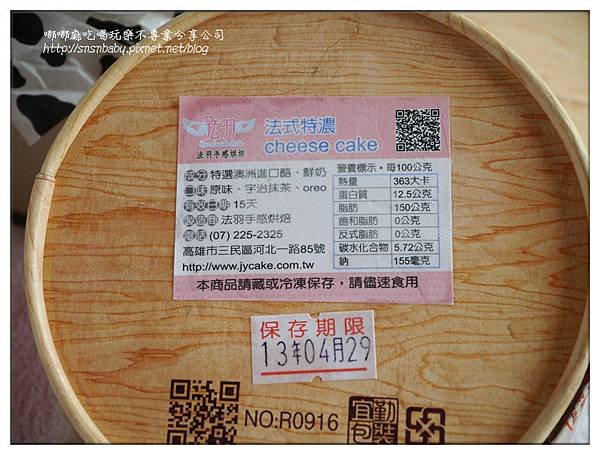 嘟嘟麻吃喝玩樂不專業分享公司
http://snsnbaby.pixnet.net/blog
法羽
法羽手感烘焙
法式特濃
cheese cake
成分 特選澳洲進口酪、鮮奶
口味 原味、宇治抹茶、oreo
有效日期 15天
製造商 法羽手感烘焙
電話 (07) 225-2325
高雄市三民區河北一路85號
http://www.jycake.com.tw
營養標示。每100公克
熱量 363大卡
蛋白質 12.5公克
脂肪 150公克
飽和脂肪 0公克
反式脂肪 0公克
碳水化合物 5.72公克
鈉 155毫克
本商品請藏或冷凍保存，請儘速食用
保存期限
13年04月29
NO:R0916
宜包
勤裝